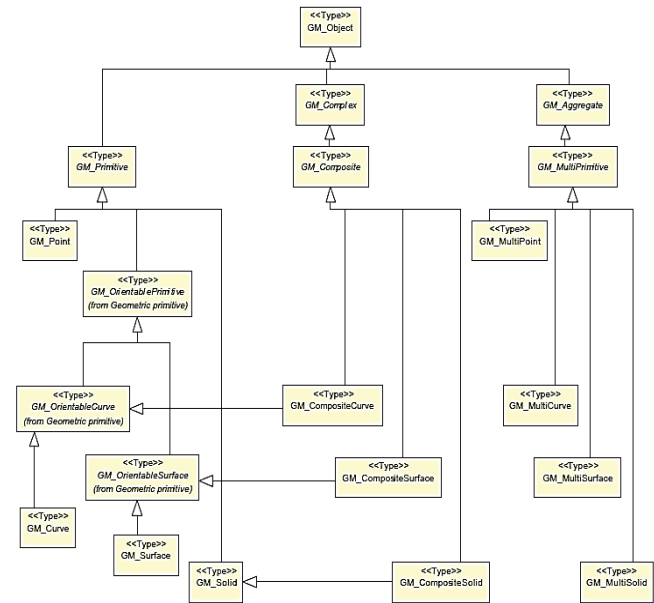 <<Type>>
GM_Object
<<Type>>
GM_Complex
<<Type>>
GM_Aggregate
<<Type>>
GM_Primitive
<<Type>>
GM_Composite
<<Type>>
GM_MultiPrimitive
<<Type>>
GM_Point
<<Type>>
GM_MultiPoint
<<Type>>
GM_OrientablePrimitive
(from Geometric primitive)
<<Type>>
GM_OrientableCurve
(from Geometric primitive)
<<Type>>
GM_CompositeCurve
<<Type>>
GM_MultiCurve
<<Type>>
GM_OrientableSurface
(from Geometric primitive)
<<Type>>
GM_CompositeSurface
<<Type>>
GM_MultiSurface
<<Type>>
GM_Curve
<<Type>>
GM_Surface
<<Type>>
GM_Solid
<<Type>>
GM_CompositeSolid
<<Type>>
GM_MultiSolid